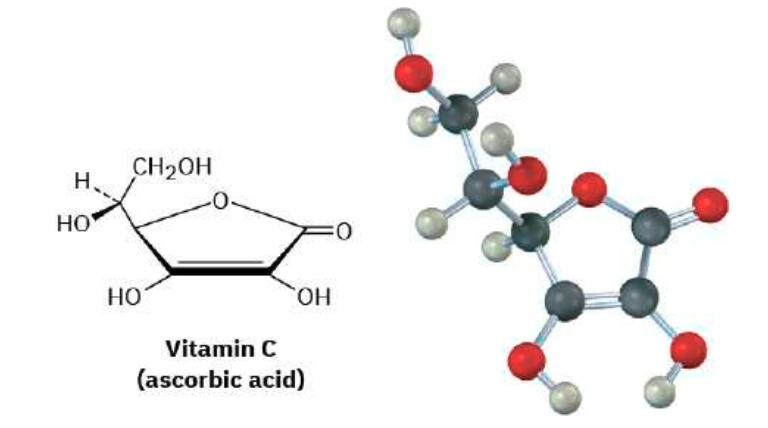 CH₂OH
H
HO
O
O
HO
OH
Vitamin C
(ascorbic acid)